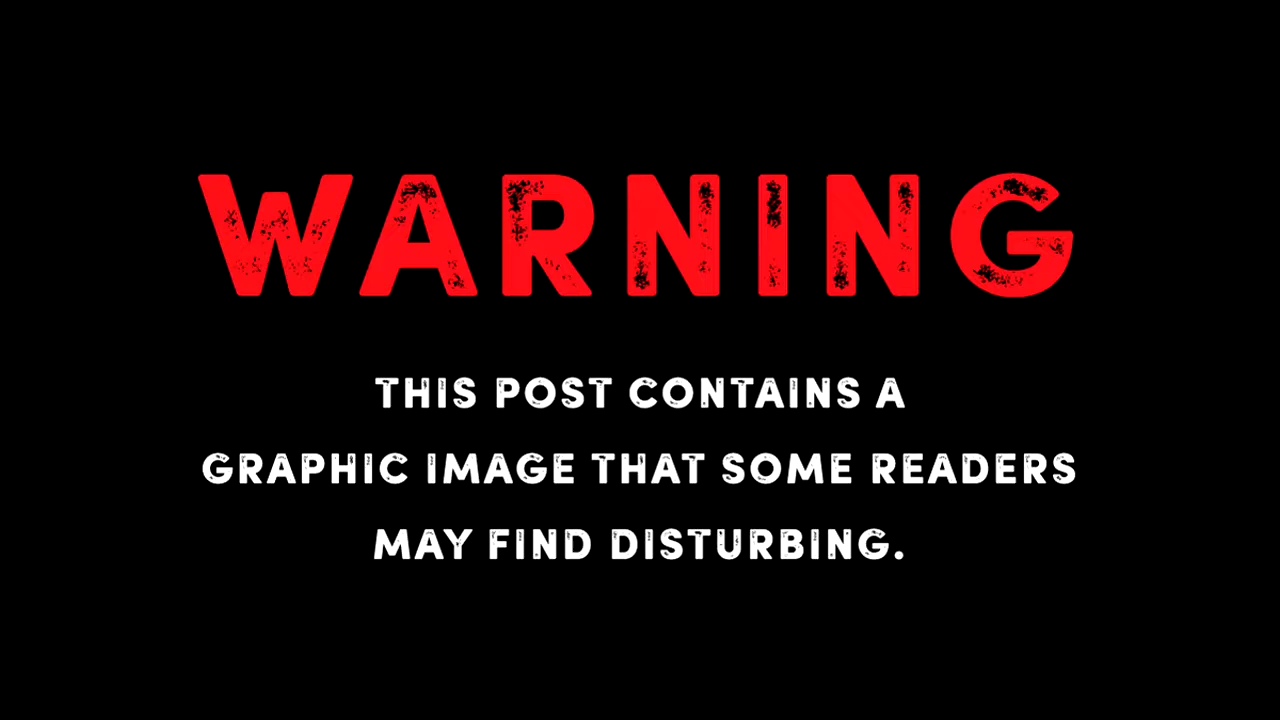 WARNING
THIS POST CONTAINS A
GRAPHIC IMAGE THAT SOME READERS
MAY FIND DISTURBING.